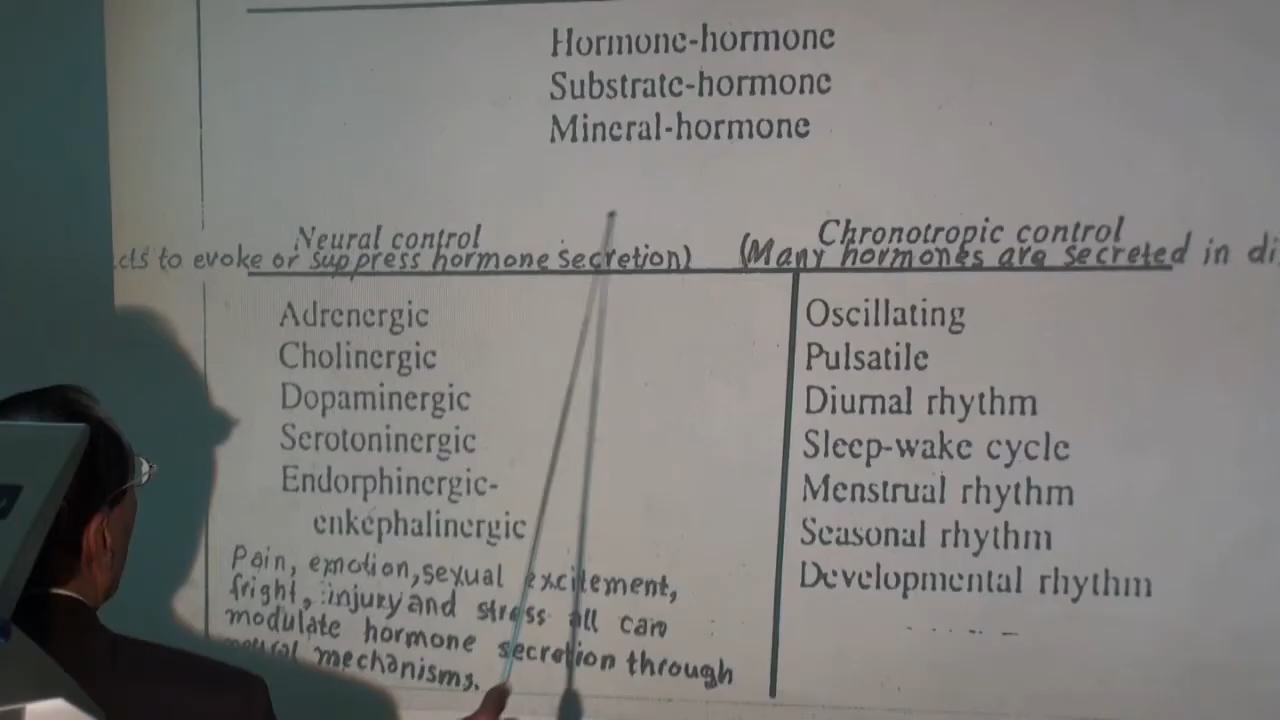 Hormone-hormone
Substrate-hormone
Mineral-hormone
Neural control
cts to evoke or suppress hormone secretion)
Adrenergic
Cholinergic
Dopaminergic
Serotoninergic
Endorphinergic-
enkephalinergic
Pain, emotion, sexual excitement,
fright, injury and stress all can
modulate hormone secretion through
neural mechanisms.
Chronotropic control
(Many hormones are secreted in di
Oscillating
Pulsatile
Diurnal rhythm
Sleep-wake cycle
Menstrual rhythm
Seasonal rhythm
Developmental rhythm